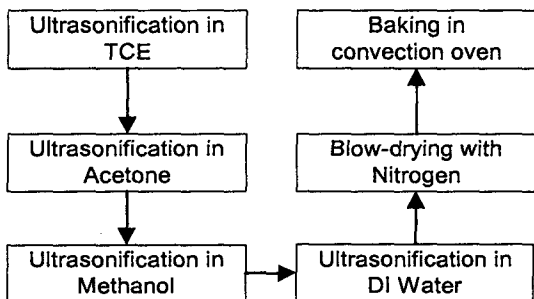 Ultrasonification in
TCE
Ultrasonification in
Acetone
Ultrasonification in
Methanol
Ultrasonification in
DI Water
Blow-drying with
Nitrogen
Baking in
convection oven